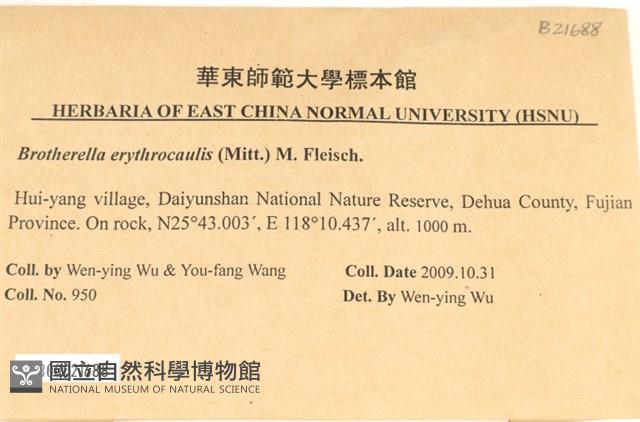 B21688
華東師範大學標本館
HERBARIA OF EAST CHINA NORMAL UNIVERSITY (HSNU)
Brotherella erythrocaulis (Mitt.) M. Fleisch.
Hui-yang village, Daiyunshan National Nature Reserve, Dehua County, Fujian
Province. On rock, N25°43.003´, E 118°10.437´, alt. 1000 m.
Coll. by Wen-ying Wu & You-fang Wang Coll. Date 2009.10.31
Coll. No. 950 Det. By Wen-ying Wu
國立自然科學博物館
NATIONAL MUSEUM OF NATURAL SCIENCE